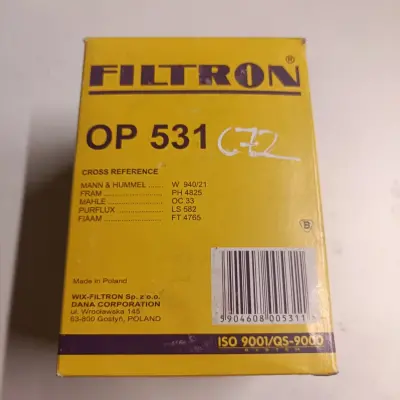 FILTRON®
OP 531 C72
CROSS REFERENCE
MANN & HUMMEL ...... W 940/21
FRAM ...................... PH 4825
MAHLE .................... OC 33
PURFLUX ................ LS 582
FIAAM ..................... FT 4765
B
Made in Poland
WIX-FILTRON Sp. z o.o.
DANA CORPORATION
ul. Wrocławska 145
63-800 Gostyń, POLAND
5904608005311
ISO 9001/QS-9000